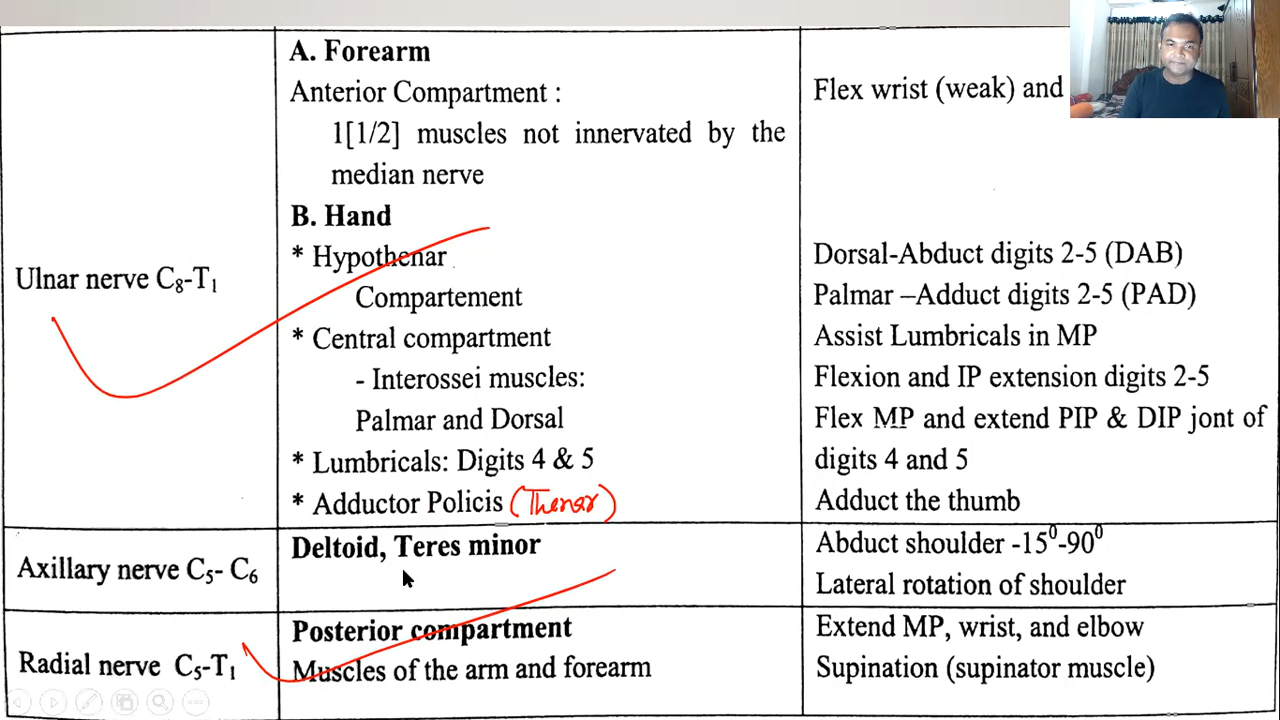 A. Forearm
Anterior Compartment :
1[1/2] muscles not innervated by the
median nerve
B. Hand
* Hypothenar
Compartement
* Central compartment
- Interossei muscles:
Palmar and Dorsal
* Lumbricals: Digits 4 & 5
* Adductor Policis (Thenar)
Ulnar nerve C8-T1
Flex wrist (weak) and
Dorsal-Abduct digits 2-5 (DAB)
Palmar –Adduct digits 2-5 (PAD)
Assist Lumbricals in MP
Flexion and IP extension digits 2-5
Flex MP and extend PIP & DIP jont of
digits 4 and 5
Adduct the thumb
Axillary nerve C5- C6
Deltoid, Teres minor
Abduct shoulder -15⁰-90⁰
Lateral rotation of shoulder
Radial nerve C5-T1
Posterior compartment
Muscles of the arm and forearm
Extend MP, wrist, and elbow
Supination (supinator muscle)